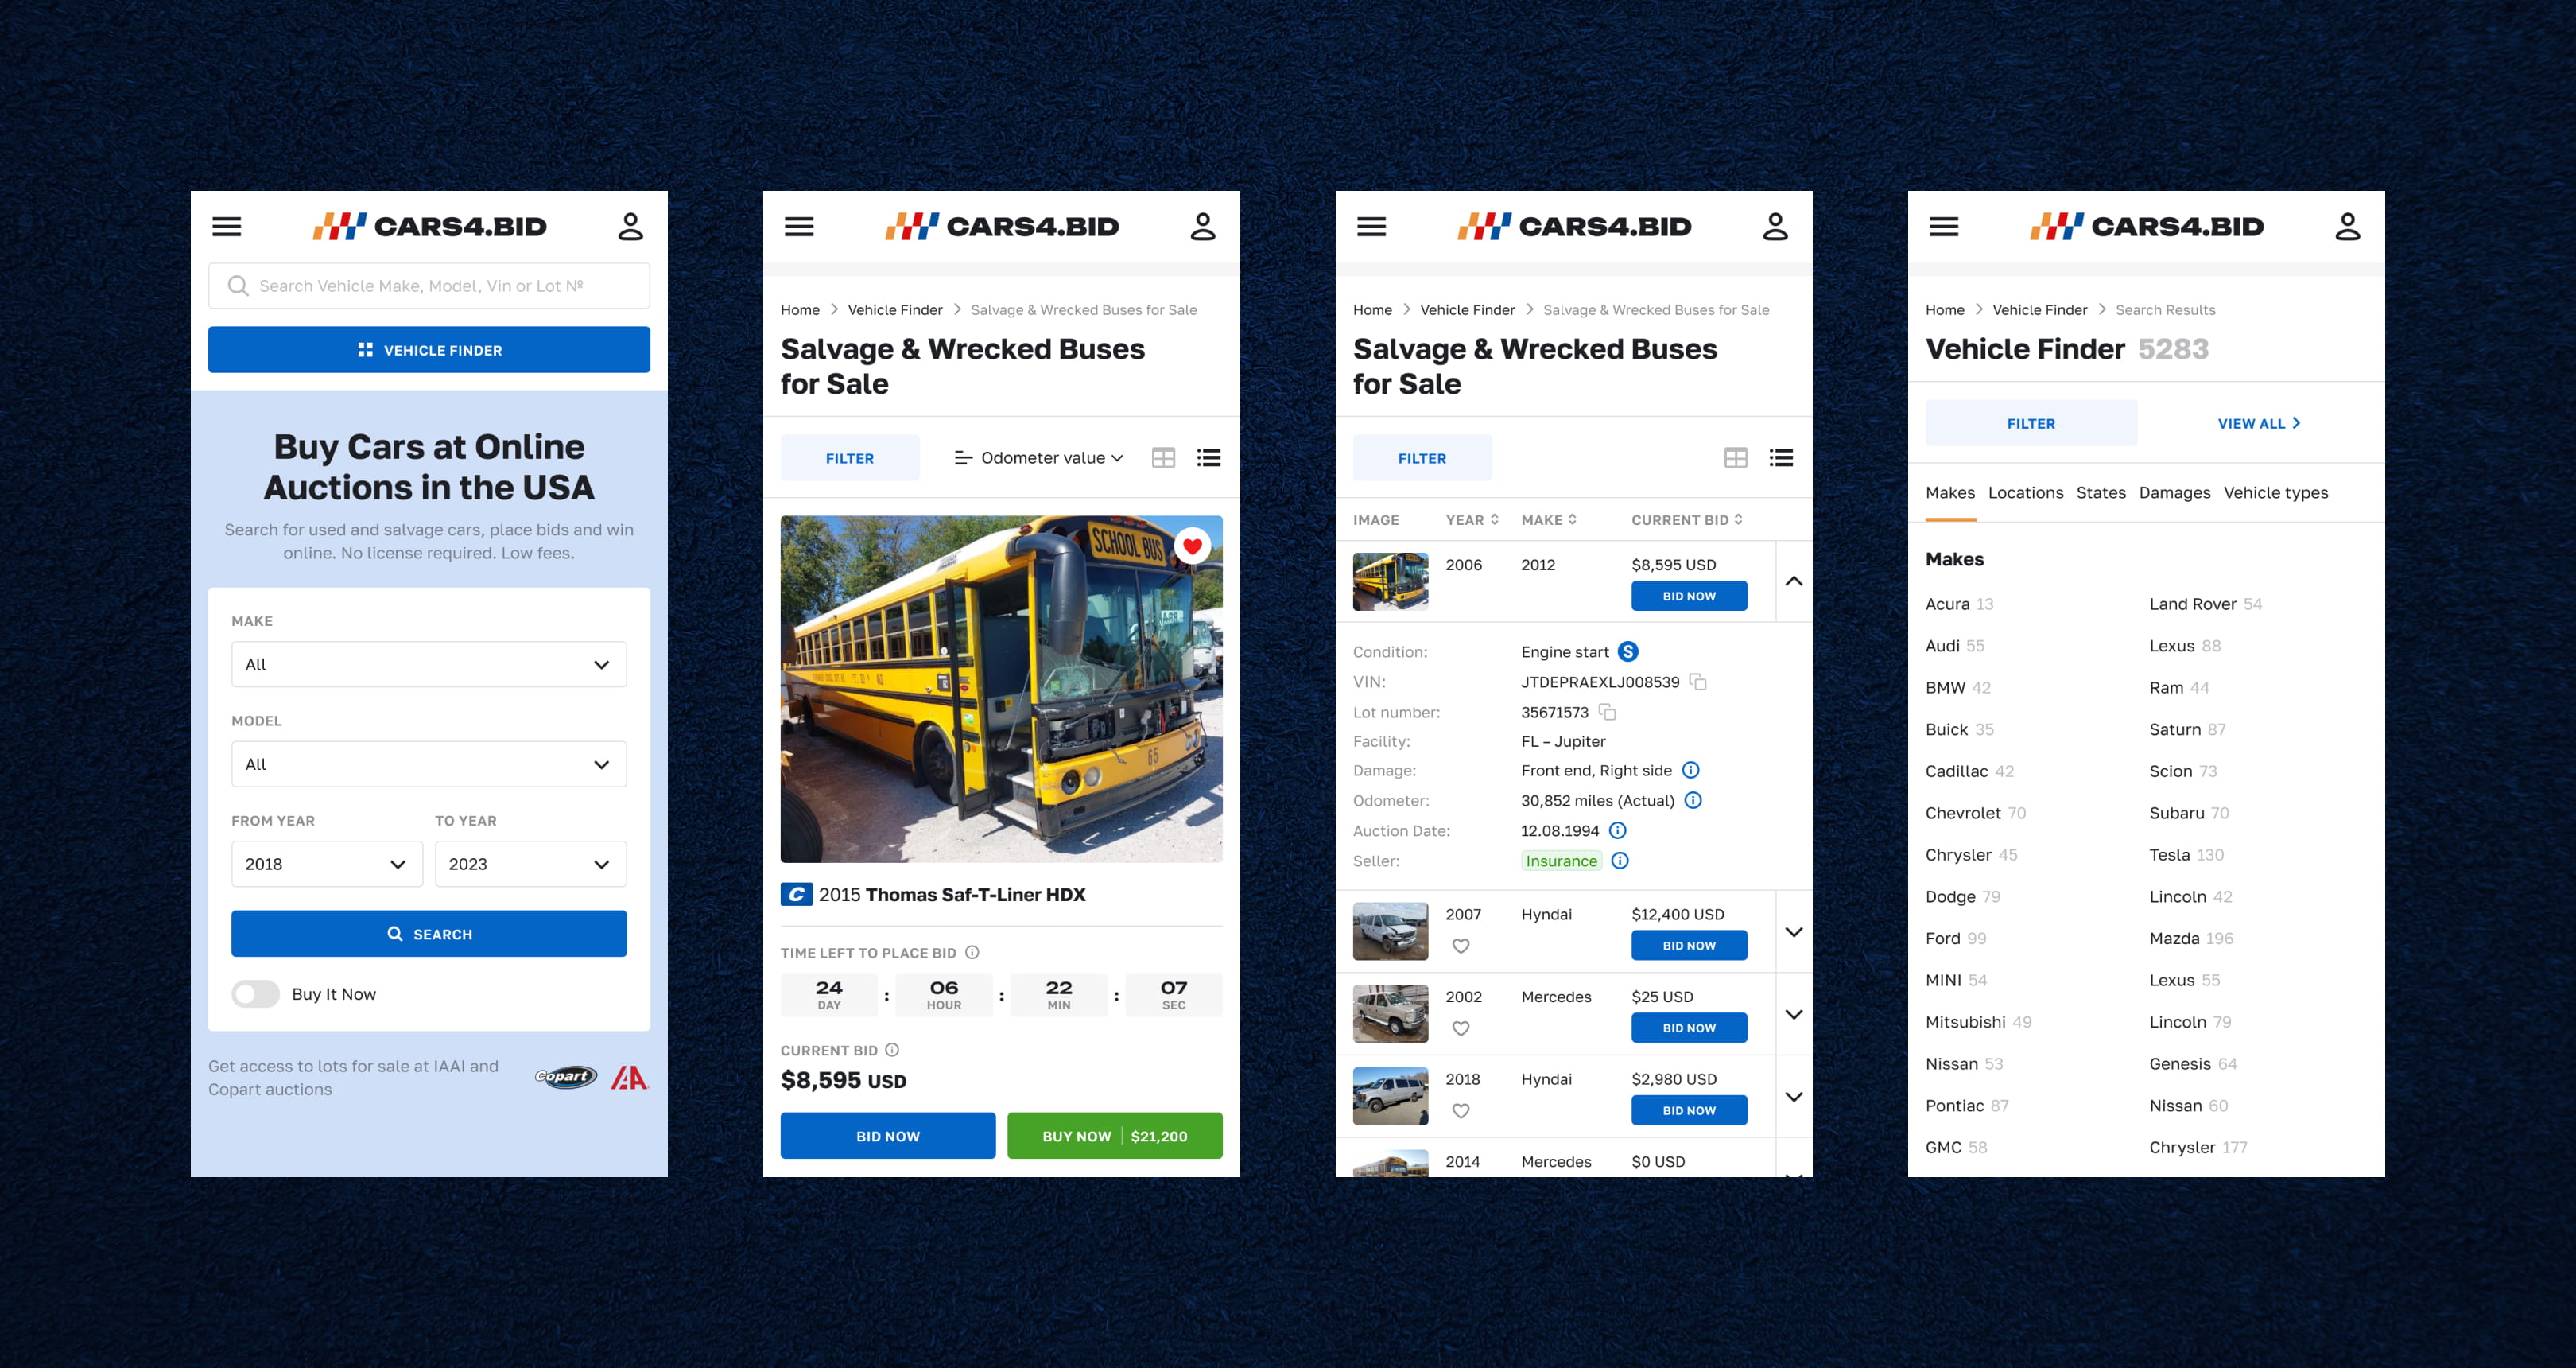 CARS4.BID
Search Vehicle Make, Model, Vin or Lot №
VEHICLE FINDER
Buy Cars at Online
Auctions in the USA
Search for used and salvage cars, place bids and win
online. No license required. Low fees.
MAKE
All
MODEL
All
FROM YEAR TO YEAR
2018 2023
SEARCH
Buy It Now
Get access to lots for sale at IAAI and
Copart auctions
Copart IAA
CARS4.BID
Home > Vehicle Finder > Salvage & Wrecked Buses for Sale
Salvage & Wrecked Buses
for Sale
FILTER Odometer value
SCHOOL BUS
65
C 2015 Thomas Saf-T-Liner HDX
TIME LEFT TO PLACE BID
24 : 06 : 22 : 07
DAY HOUR MIN SEC
CURRENT BID
$8,595 USD
BID NOW BUY NOW | $21,200
CARS4.BID
Home > Vehicle Finder > Salvage & Wrecked Buses for Sale
Salvage & Wrecked Buses
for Sale
FILTER
IMAGE YEAR MAKE CURRENT BID
2006 2012 $8,595 USD
BID NOW
Condition: Engine start S
VIN: JTDEPRAEXLJ008539
Lot number: 35671573
Facility: FL – Jupiter
Damage: Front end, Right side
Odometer: 30,852 miles (Actual)
Auction Date: 12.08.1994
Seller: Insurance
2007 Hyndai $12,400 USD
BID NOW
2002 Mercedes $25 USD
BID NOW
2018 Hyndai $2,980 USD
BID NOW
2014 Mercedes $0 USD
CARS4.BID
Home > Vehicle Finder > Search Results
Vehicle Finder 5283
FILTER VIEW ALL >
Makes Locations States Damages Vehicle types
Makes
Acura 13 Land Rover 54
Audi 55 Lexus 88
BMW 42 Ram 44
Buick 35 Saturn 87
Cadillac 42 Scion 73
Chevrolet 70 Subaru 70
Chrysler 45 Tesla 130
Dodge 79 Lincoln 42
Ford 99 Mazda 196
MINI 54 Lexus 55
Mitsubishi 49 Lincoln 79
Nissan 53 Genesis 64
Pontiac 87 Nissan 60
GMC 58 Chrysler 177